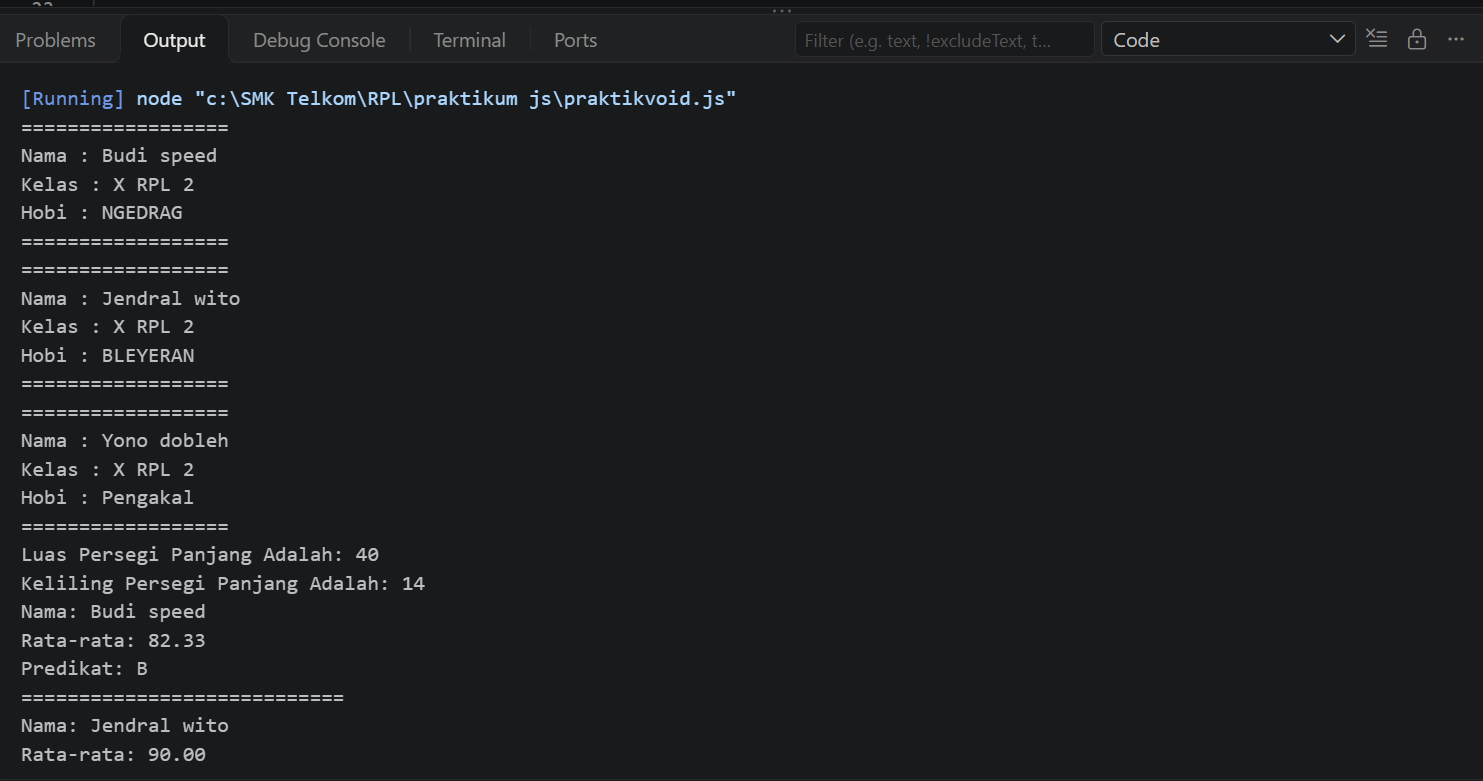 Problems Output Debug Console Terminal Ports Filter (e.g. text, !excludeText, t... Code
[Running] node "c:\SMK Telkom\RPL\praktikum js\praktikvoid.js"
==================
Nama : Budi speed
Kelas : X RPL 2
Hobi : NGEDRAG
==================
==================
Nama : Jendral wito
Kelas : X RPL 2
Hobi : BLEYERAN
==================
==================
Nama : Yono dobleh
Kelas : X RPL 2
Hobi : Pengakal
==================
Luas Persegi Panjang Adalah: 40
Keliling Persegi Panjang Adalah: 14
Nama: Budi speed
Rata-rata: 82.33
Predikat: B
============================
Nama: Jendral wito
Rata-rata: 90.00